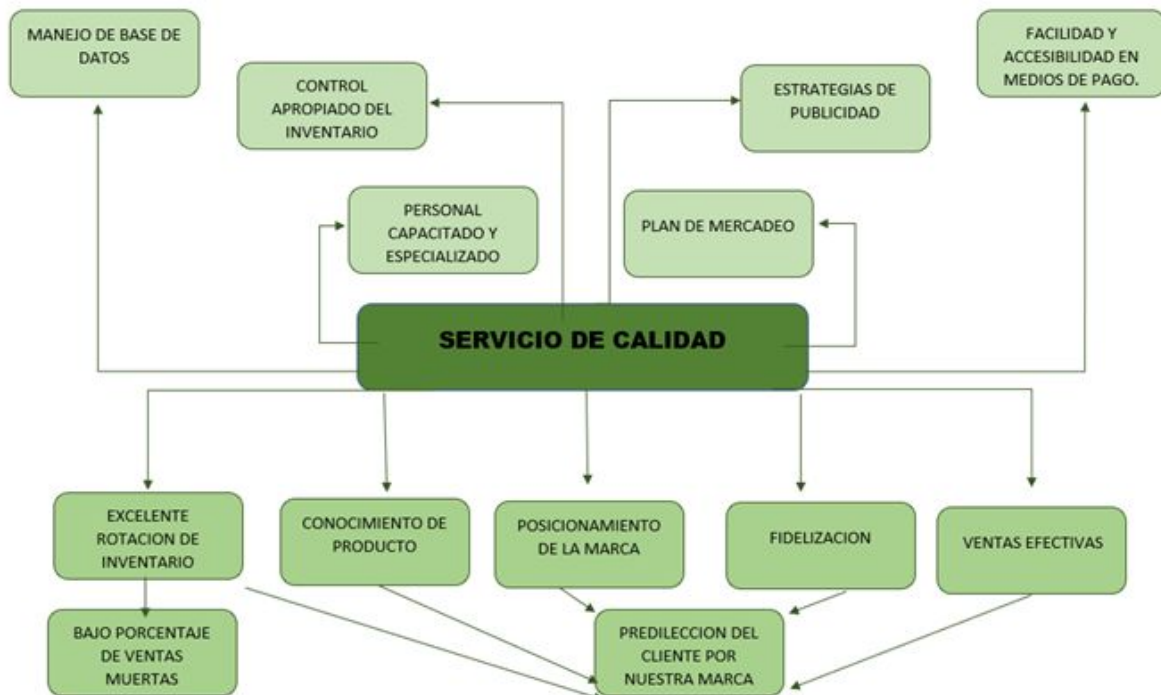 MANEJO DE BASE DE
DATOS
FACILIDAD Y
ACCESIBILIDAD EN
MEDIOS DE PAGO.
CONTROL
APROPIADO DEL
INVENTARIO
ESTRATEGIAS DE
PUBLICIDAD
PERSONAL
CAPACITADO Y
ESPECIALIZADO
PLAN DE MERCADEO
SERVICIO DE CALIDAD
EXCELENTE
ROTACION DE
INVENTARIO
CONOCIMIENTO DE
PRODUCTO
POSICIONAMIENTO
DE LA MARCA
FIDELIZACION
VENTAS EFECTIVAS
BAJO PORCENTAJE
DE VENTAS
MUERTAS
PREDILECCION DEL
CLIENTE POR
NUESTRA MARCA